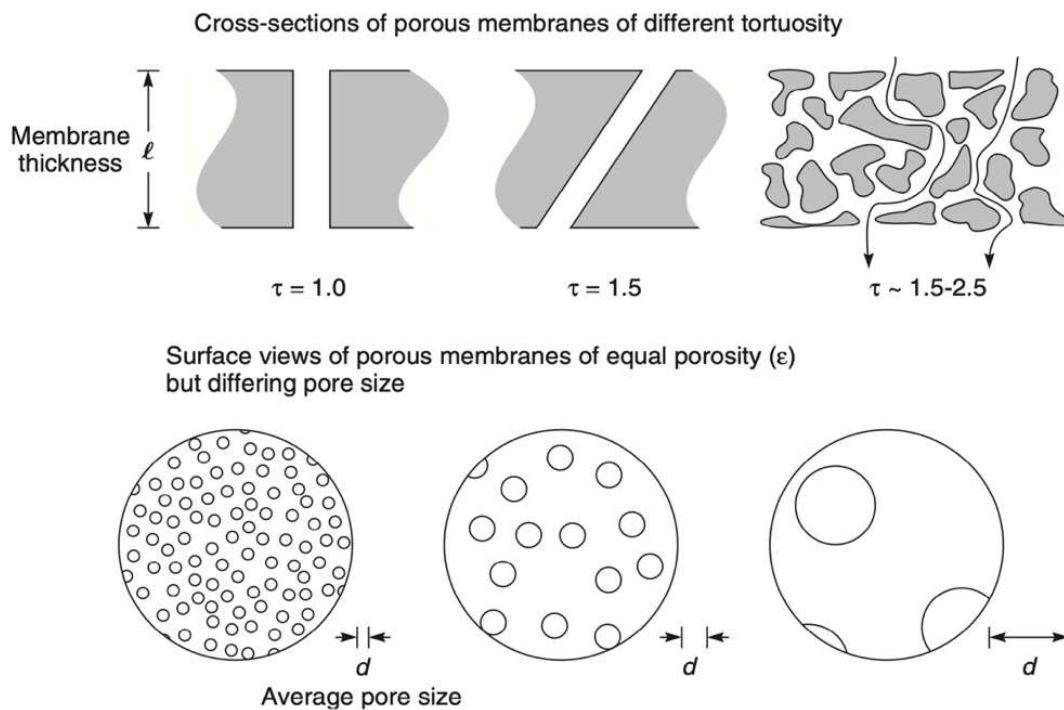 Cross-sections of porous membranes of different tortuosity
Membrane
thickness
ℓ
τ = 1.0
τ = 1.5
τ ~ 1.5-2.5
Surface views of porous membranes of equal porosity (ε)
but differing pore size
d
d
d
Average pore size